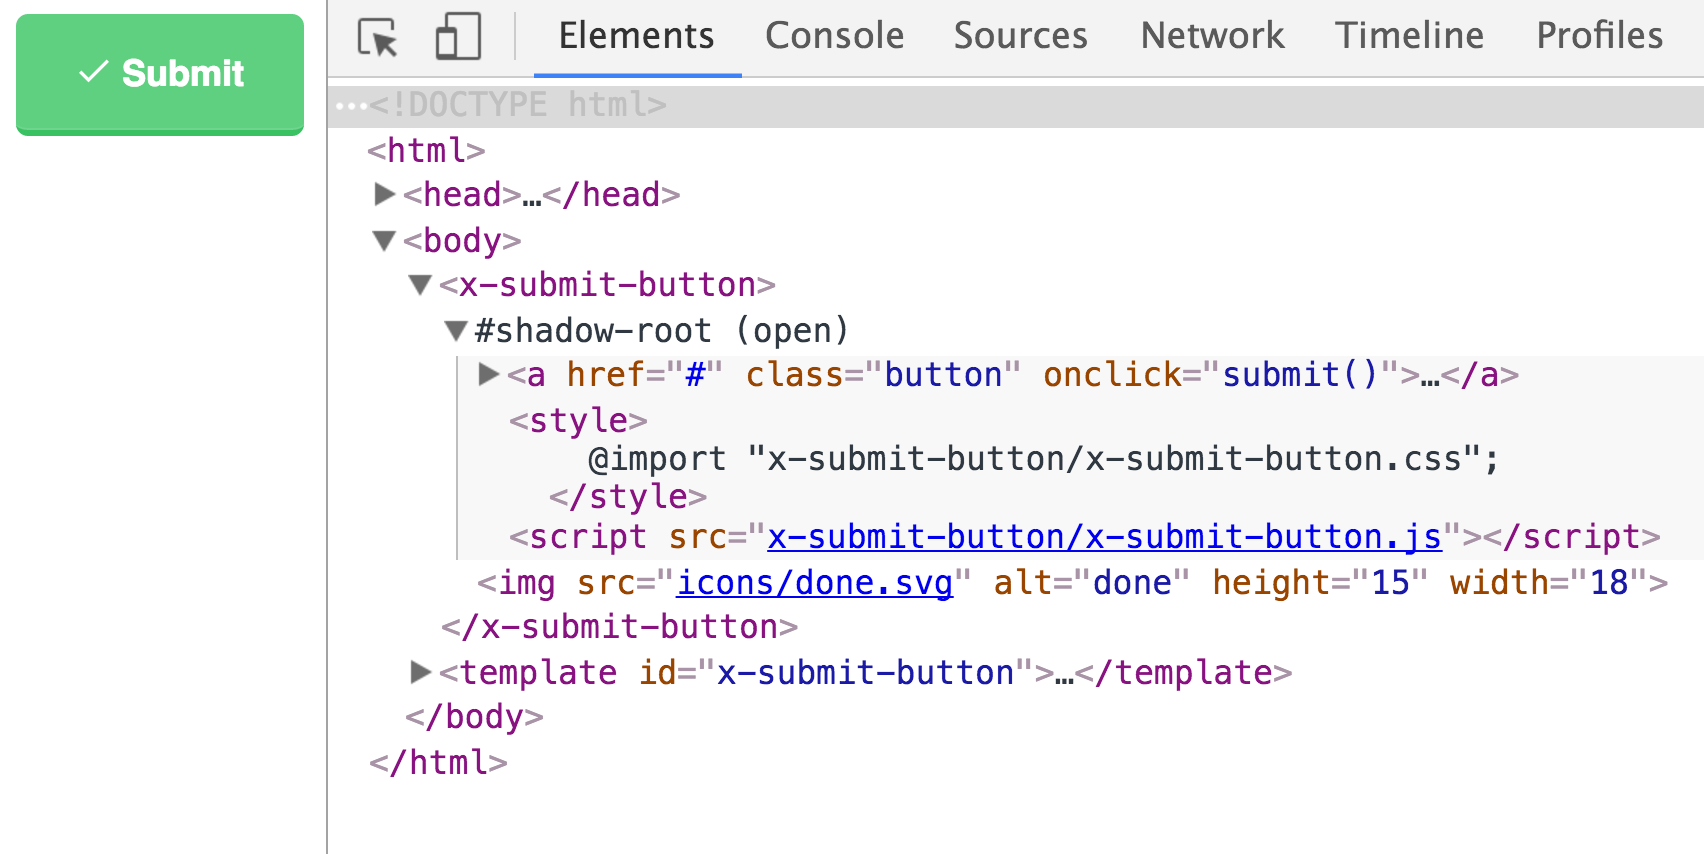 Submit
Elements Console Sources Network Timeline Profiles
…<!DOCTYPE html>
<html>
<head>…</head>
<body>
<x-submit-button>
#shadow-root (open)
<a href="#" class="button" onclick="submit()">…</a>
<style>
@import "x-submit-button/x-submit-button.css";
</style>
<script src="x-submit-button/x-submit-button.js"></script>
<img src="icons/done.svg" alt="done" height="15" width="18">
</x-submit-button>
<template id="x-submit-button">…</template>
</body>
</html>